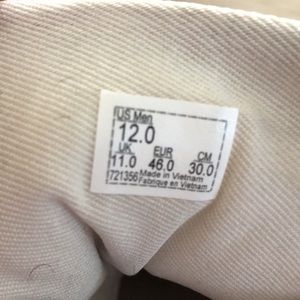 US Men
12.0
UK EUR CM
11.0 46.0 30.0
721356 Made in Vietnam
Fabrique en Vietnam